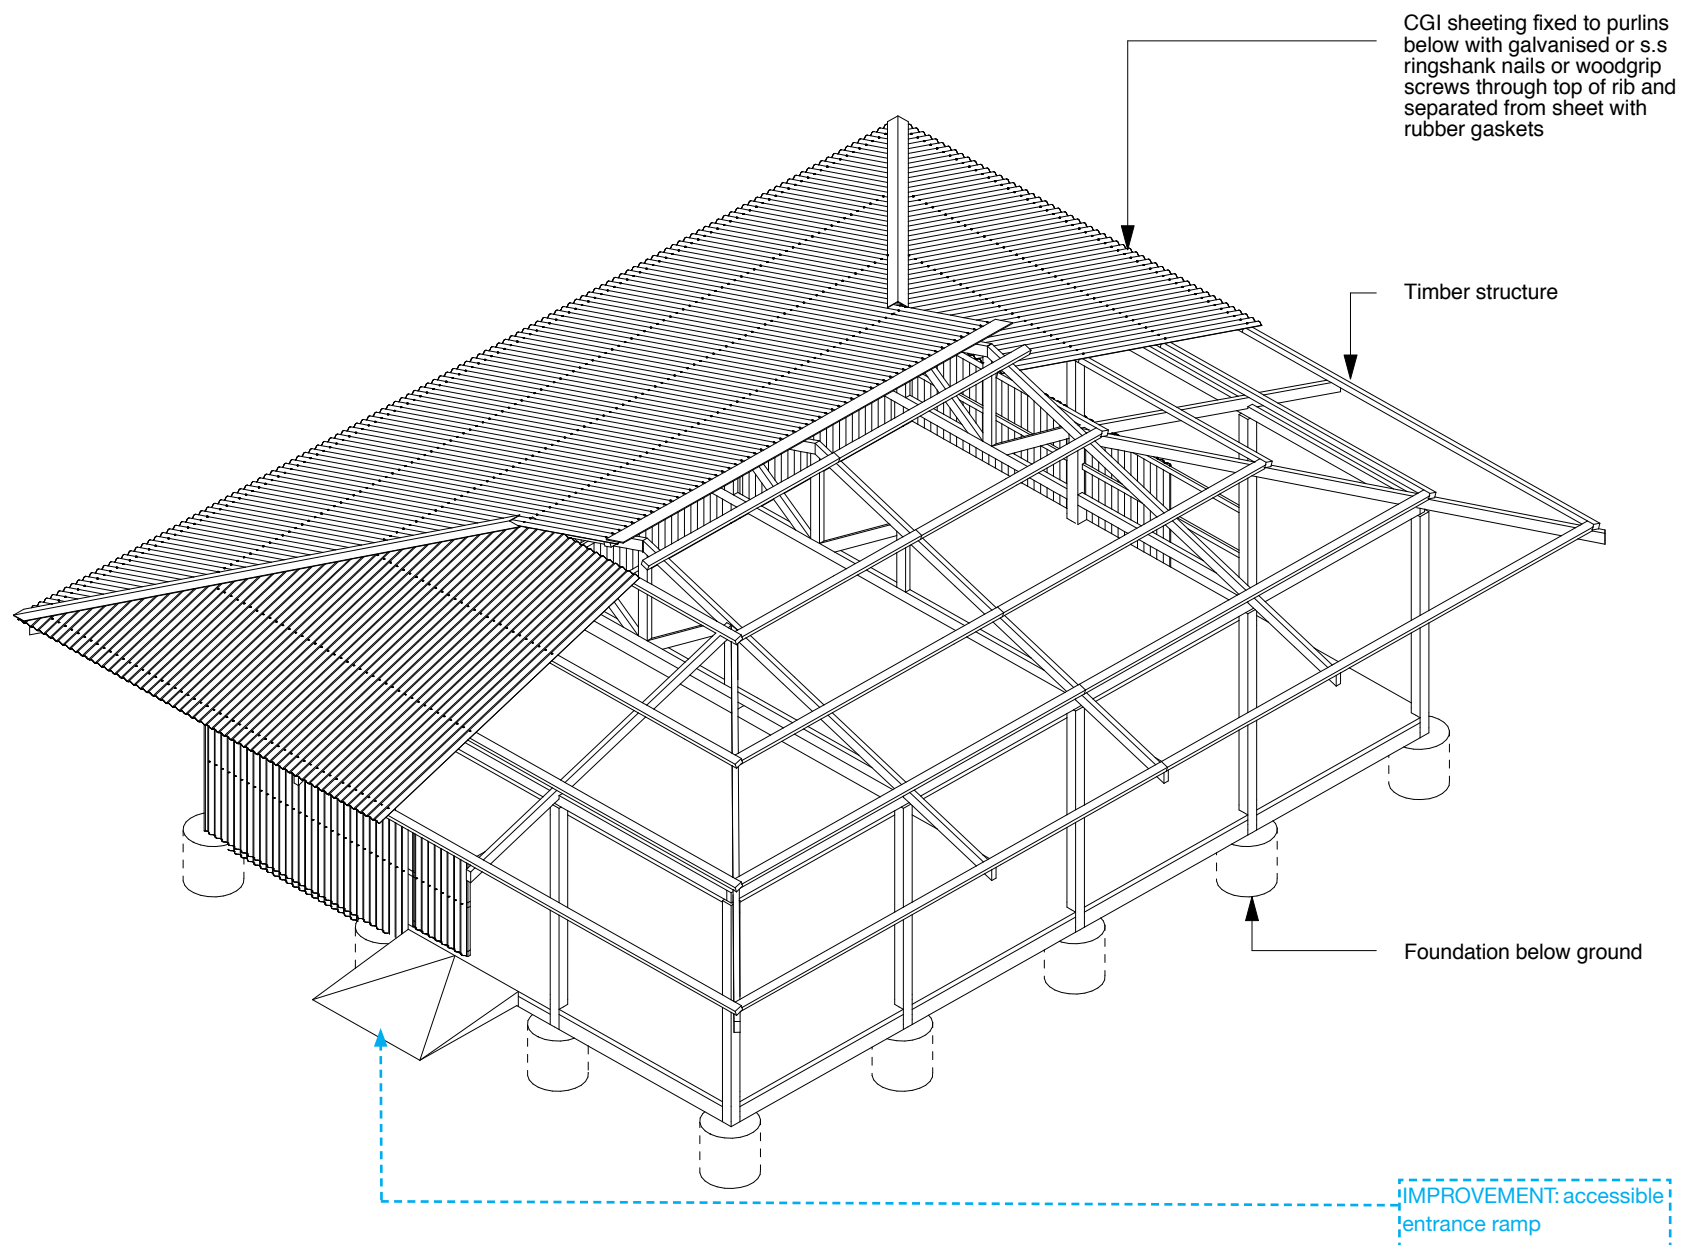 CGI sheeting fixed to purlins
below with galvanised or s.s
ringshank nails or woodgrip
screws through top of rib and
separated from sheet with
rubber gaskets
Timber structure
Foundation below ground
IMPROVEMENT: accessible
entrance ramp